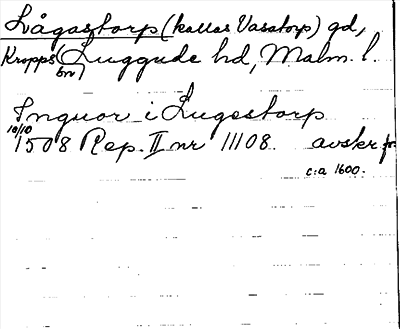 Lågastorp (kallas Vasatorp) gd,
Kropps sn) Luggude hd, Malm. l.
Inguor i Lugestorp
10/10 1508 Rep. II nr 11108. avskr. fr.
c:a 1600.